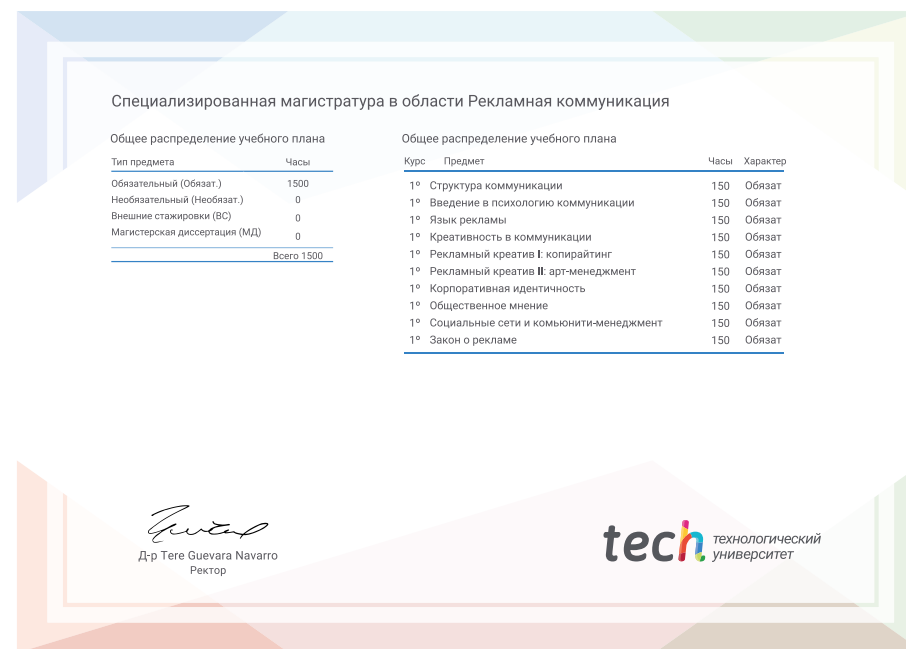 Специализированная магистратура в области Рекламная коммуникация
Общее распределение учебного плана
Тип предмета Часы
Обязательный (Обязат.) 1500
Необязательный (Необязат.) 0
Внешние стажировки (ВС) 0
Магистерская диссертация (МД) 0
Всего 1500
Общее распределение учебного плана
Курс Предмет Часы Характер
1º Структура коммуникации 150 Обязат
1º Введение в психологию коммуникации 150 Обязат
1º Язык рекламы 150 Обязат
1º Креативность в коммуникации 150 Обязат
1º Рекламный креатив I: копирайтинг 150 Обязат
1º Рекламный креатив II: арт-менеджмент 150 Обязат
1º Корпоративная идентичность 150 Обязат
1º Общественное мнение 150 Обязат
1º Социальные сети и комьюнити-менеджмент 150 Обязат
1º Закон о рекламе 150 Обязат
Д-р Tere Guevara Navarro
Ректор
tech технологический
университет